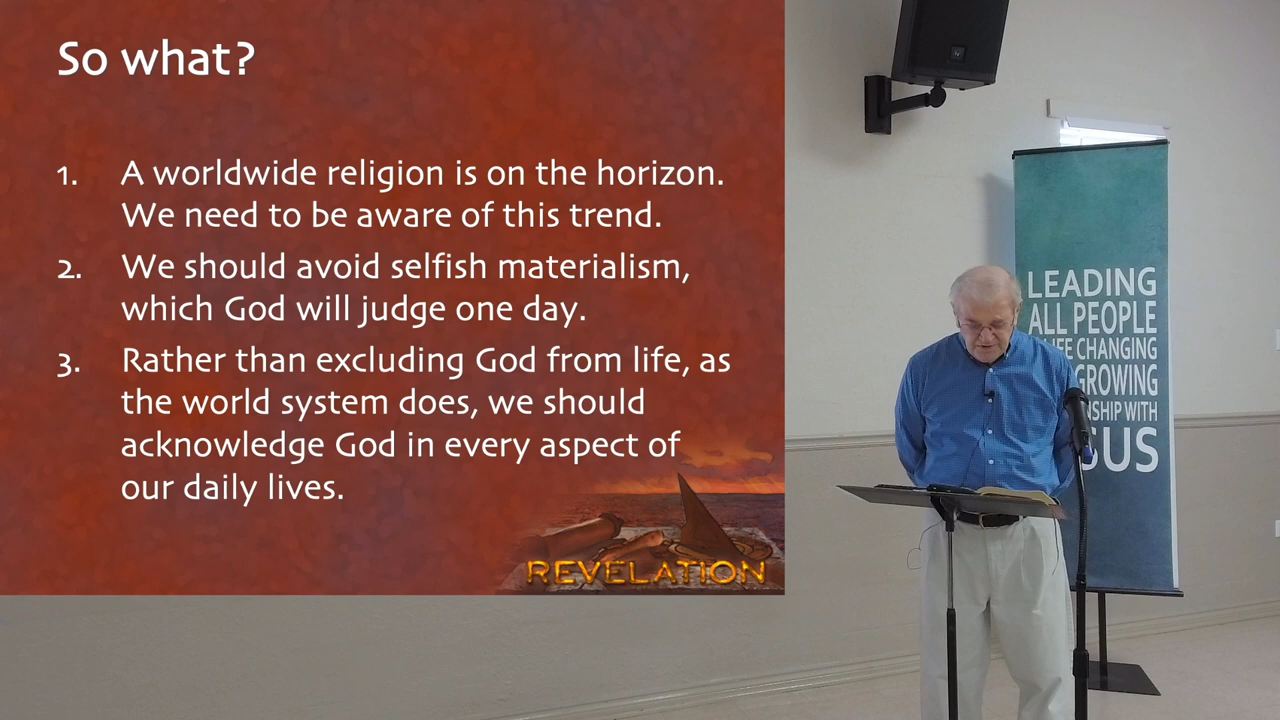 So what?
1. A worldwide religion is on the horizon.
We need to be aware of this trend.
2. We should avoid selfish materialism,
which God will judge one day.
3. Rather than excluding God from life, as
the world system does, we should
acknowledge God in every aspect of
our daily lives.
REVELATION
LEADING
ALL PEOPLE
CHANGING
GROWING
WITH